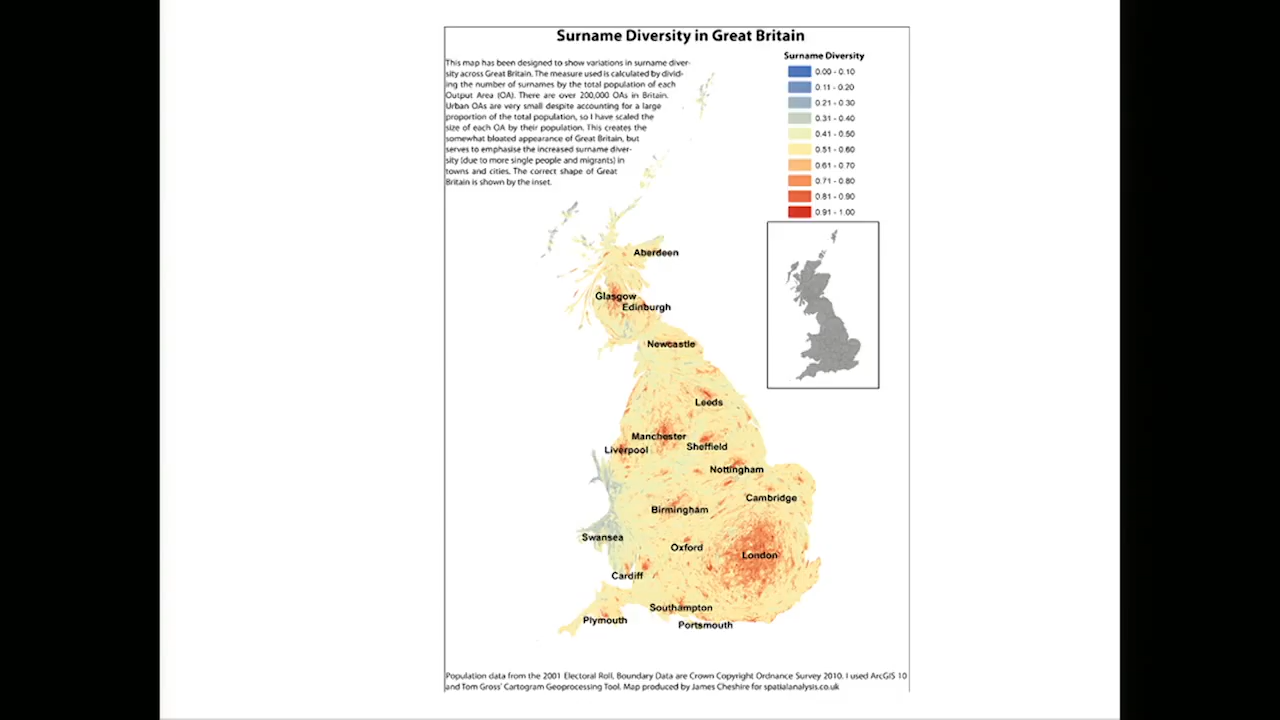 Surname Diversity in Great Britain
This map has been designed to show variations in surname diver-
sity across Great Britain. The measure used is calculated by divid-
ing the number of surnames by the total population of each
Output Area (OA). There are over 200,000 OAs in Britain.
Urban OAs are very small despite accounting for a large
proportion of the total population, so I have scaled the
size of each OA by their population. This creates the
somewhat bloated appearance of Great Britain, but
serves to emphasise the increased surname diver-
sity (due to more single people and migrants) in
towns and cities. The correct shape of Great
Britain is shown by the inset.
Surname Diversity
0.00 - 0.10
0.11 - 0.20
0.21 - 0.30
0.31 - 0.40
0.41 - 0.50
0.51 - 0.60
0.61 - 0.70
0.71 - 0.80
0.81 - 0.90
0.91 - 1.00
Aberdeen
Glasgow
Edinburgh
Newcastle
Leeds
Manchester
Sheffield
Liverpool
Nottingham
Cambridge
Birmingham
Swansea
Oxford
London
Cardiff
Southampton
Plymouth
Portsmouth
Population data from the 2001 Electoral Roll, Boundary Data are Crown Copyright Ordnance Survey 2010. I used ArcGIS 10
and Tom Gross' Cartogram Geoprocessing Tool. Map produced by James Cheshire for spatialanalysis.co.uk